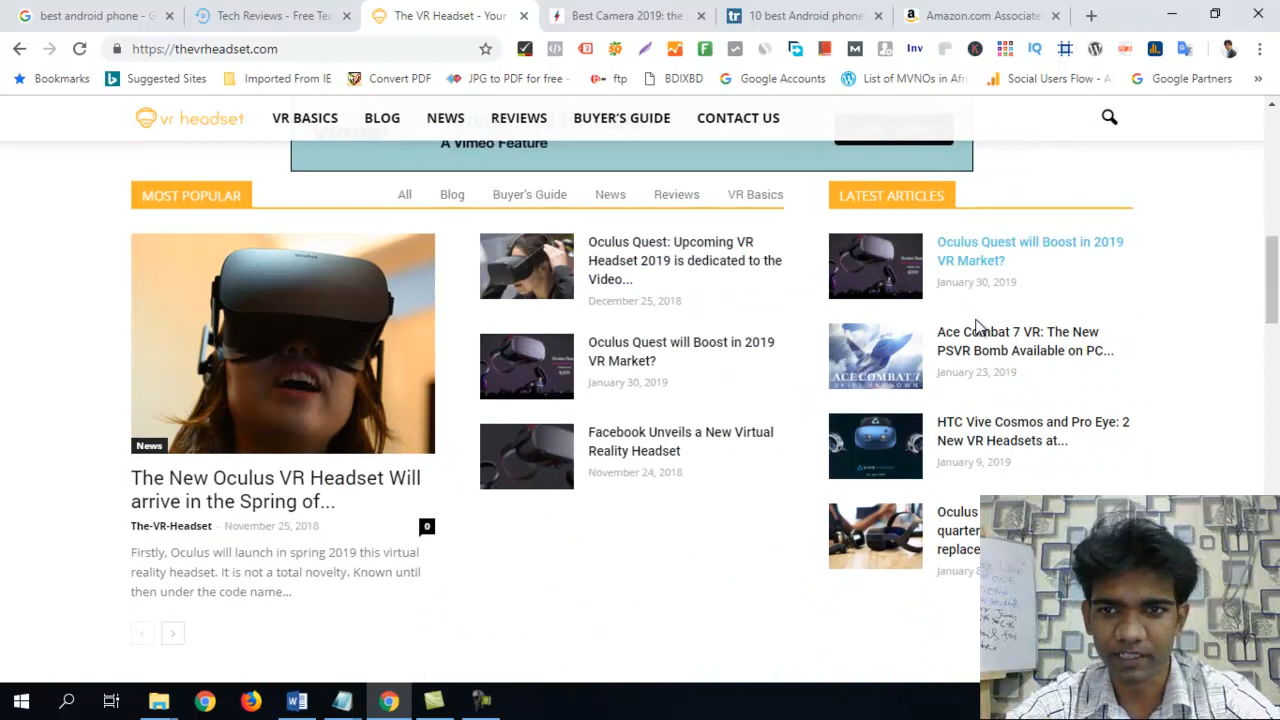 best android phone - G
Tech Reviews - Free Tec
The VR Headset - Your
Best Camera 2019: the
10 best Android phone
Amazon.com Associate
https://thevrheadset.com
Bookmarks
Suggested Sites
Imported From IE
Convert PDF
JPG to PDF for free -
ftp
BDIXBD
Google Accounts
List of MVNOs in Afr
Social Users Flow - A
Google Partners
vr headset
VR BASICS
BLOG
NEWS
REVIEWS
BUYER'S GUIDE
CONTACT US
A Vimeo Feature
MOST POPULAR
All
Blog
Buyer's Guide
News
Reviews
VR Basics
News
The New Oculus VR Headset Will
arrive in the Spring of...
The-VR-Headset - November 25, 2018
0
Firstly, Oculus will launch in spring 2019 this virtual
reality headset. It is not a total novelty. Known until
then under the code name...
Oculus Quest: Upcoming VR
Headset 2019 is dedicated to the
Video...
December 25, 2018
Oculus Quest will Boost in 2019
VR Market?
January 30, 2019
Facebook Unveils a New Virtual
Reality Headset
November 24, 2018
LATEST ARTICLES
Oculus Quest will Boost in 2019
VR Market?
January 30, 2019
Ace Combat 7 VR: The New
PSVR Bomb Available on PC...
January 23, 2019
HTC Vive Cosmos and Pro Eye: 2
New VR Headsets at...
January 9, 2019
Oculus
quarter
replace
January 8
ACE COMBAT 7
SKIES UNKNOWN
Inv
IQ